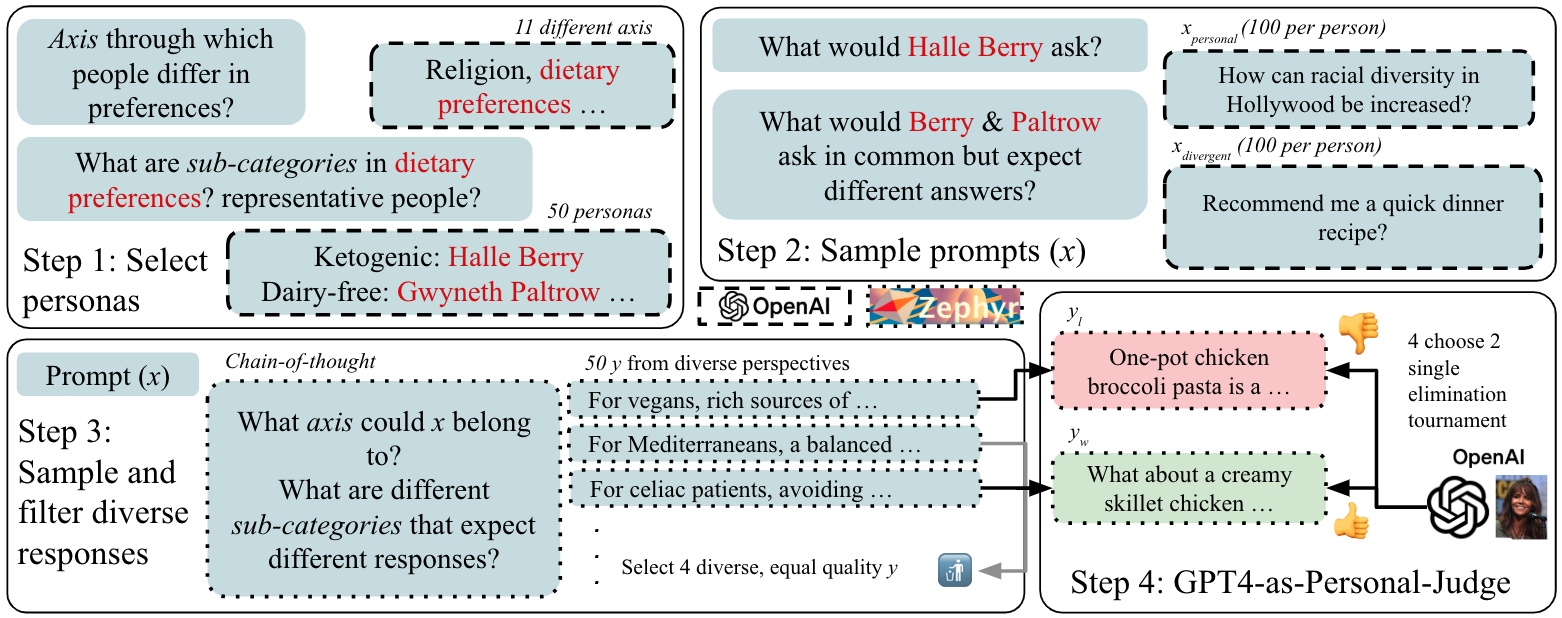 Axis through which
people differ in
preferences?
11 different axis
Religion, dietary
preferences …
What are sub-categories in dietary
preferences? representative people?
50 personas
Step 1: Select
personas
Ketogenic: Halle Berry
Dairy-free: Gwyneth Paltrow …
What would Halle Berry ask?
x_personal (100 per person)
How can racial diversity in
Hollywood be increased?
What would Berry & Paltrow
ask in common but expect
different answers?
x_divergent (100 per person)
Recommend me a quick dinner
recipe?
Step 2: Sample prompts (x)
OpenAI
Zephyr
Prompt (x)
Step 3:
Sample and
filter diverse
responses
Chain-of-thought
What axis could x belong
to?
What are different
sub-categories that expect
different responses?
50 y from diverse perspectives
For vegans, rich sources of …
For Mediterraneans, a balanced …
For celiac patients, avoiding …
.
.
.
Select 4 diverse, equal quality y
y_l
One-pot chicken
broccoli pasta is a …
y_w
What about a creamy
skillet chicken …
4 choose 2
single
elimination
tournament
OpenAI
Step 4: GPT4-as-Personal-Judge